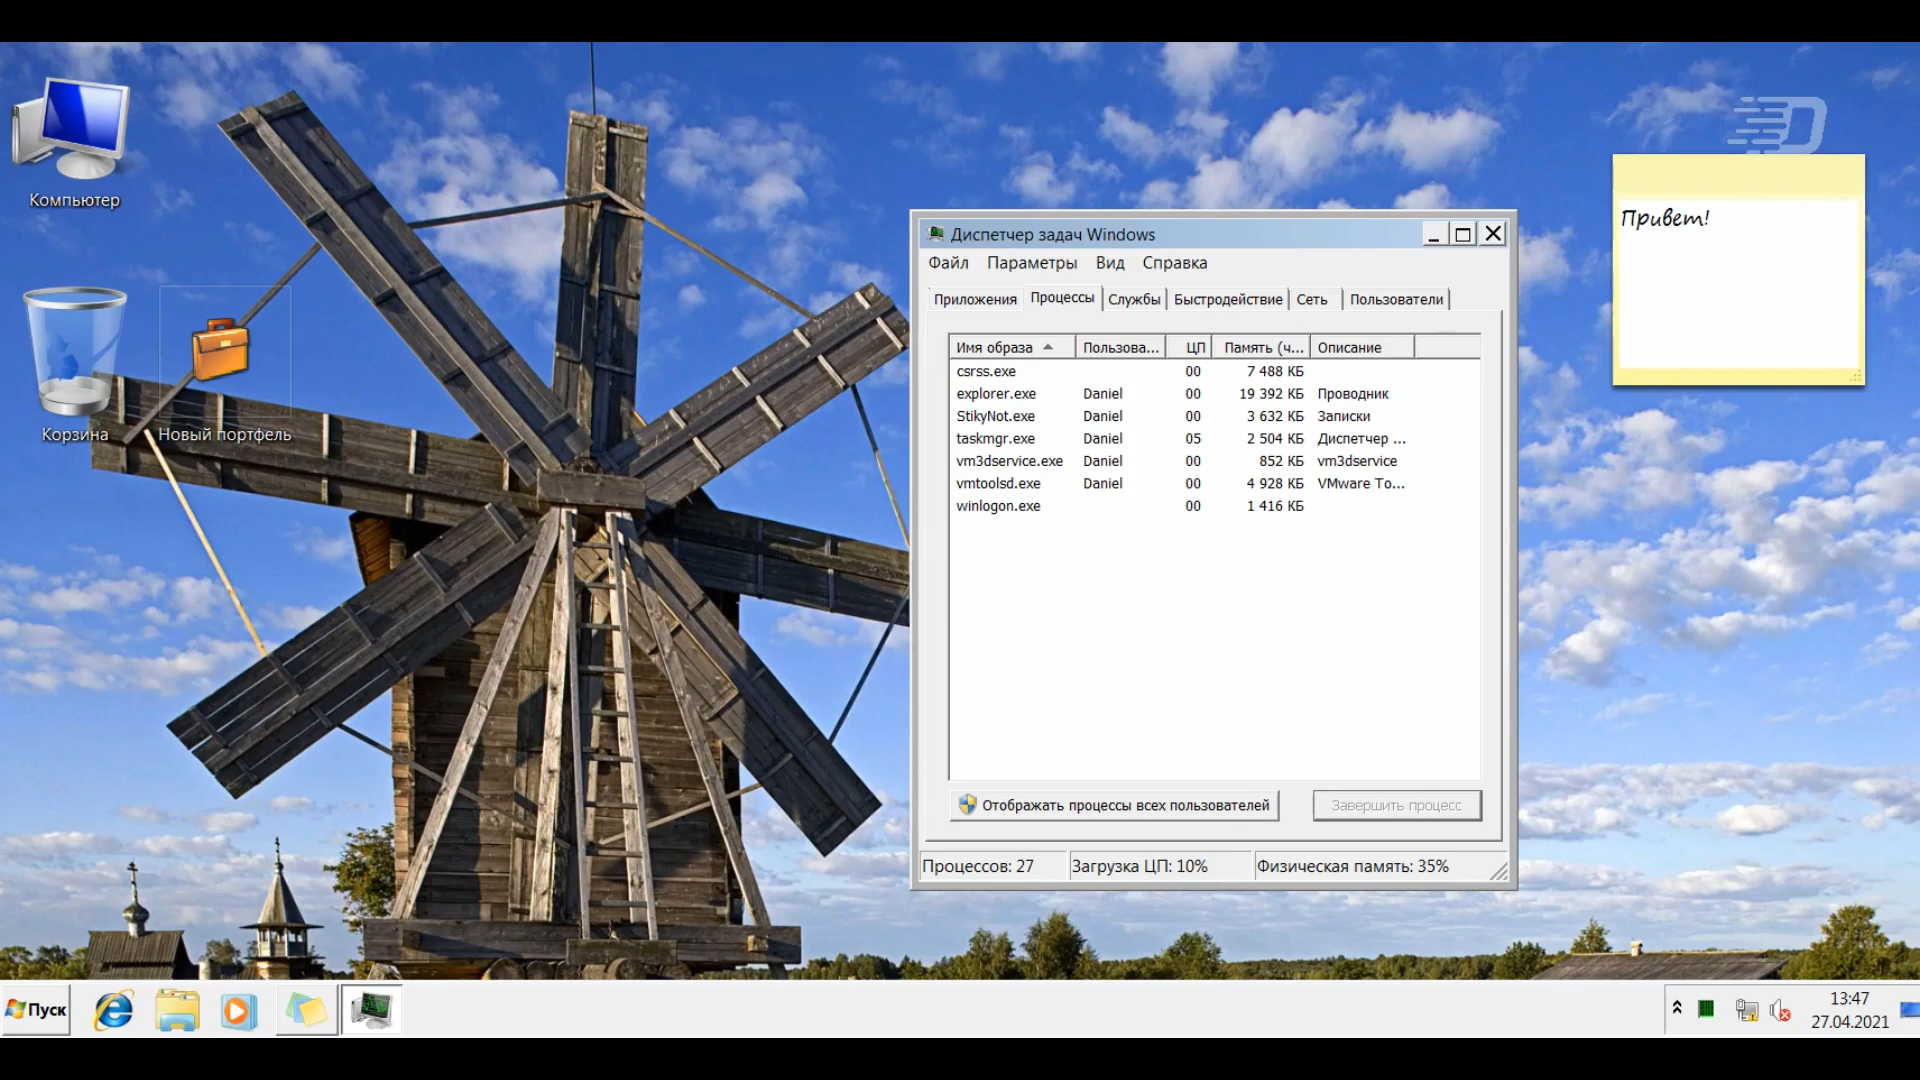 Компьютер
Корзина
Новый портфель
Привет!
Диспетчер задач Windows
Файл Параметры Вид Справка
Приложения Процессы Службы Быстродействие Сеть Пользователи
Имя образа Пользова... ЦП Память (ч... Описание
csrss.exe 00 7 488 КБ
explorer.exe Daniel 00 19 392 КБ Проводник
StikyNot.exe Daniel 00 3 632 КБ Записки
taskmgr.exe Daniel 05 2 504 КБ Диспетчер ...
vm3dservice.exe Daniel 00 852 КБ vm3dservice
vmtoolsd.exe Daniel 00 4 928 КБ VMware To...
winlogon.exe 00 1 416 КБ
Отображать процессы всех пользователей Завершить процесс
Процессов: 27 Загрузка ЦП: 10% Физическая память: 35%
Пуск
13:47
27.04.2021